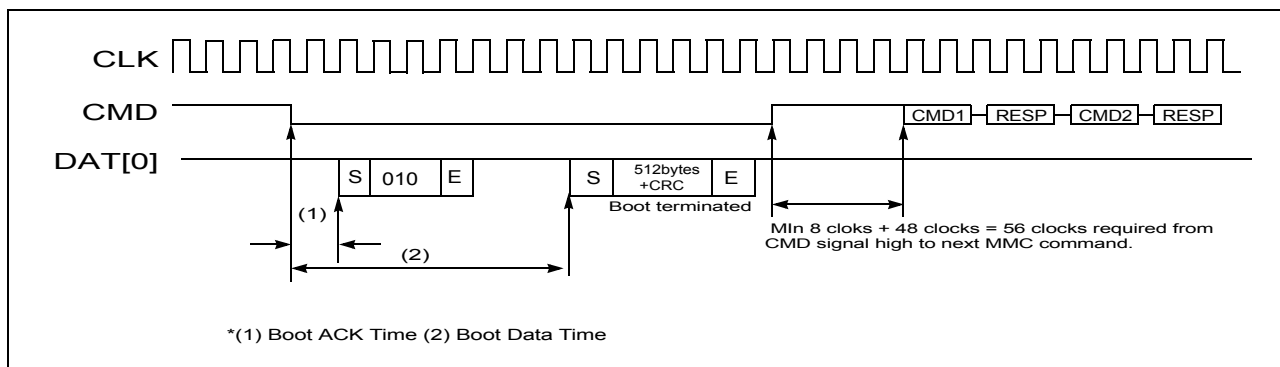 CLK
CMD
CMD1 RESP CMD2 RESP
DAT[0]
S 010 E S 512bytes +CRC E
Boot terminated
(1)
(2)
MIn 8 cloks + 48 clocks = 56 clocks required from
CMD signal high to next MMC command.
*(1) Boot ACK Time (2) Boot Data Time